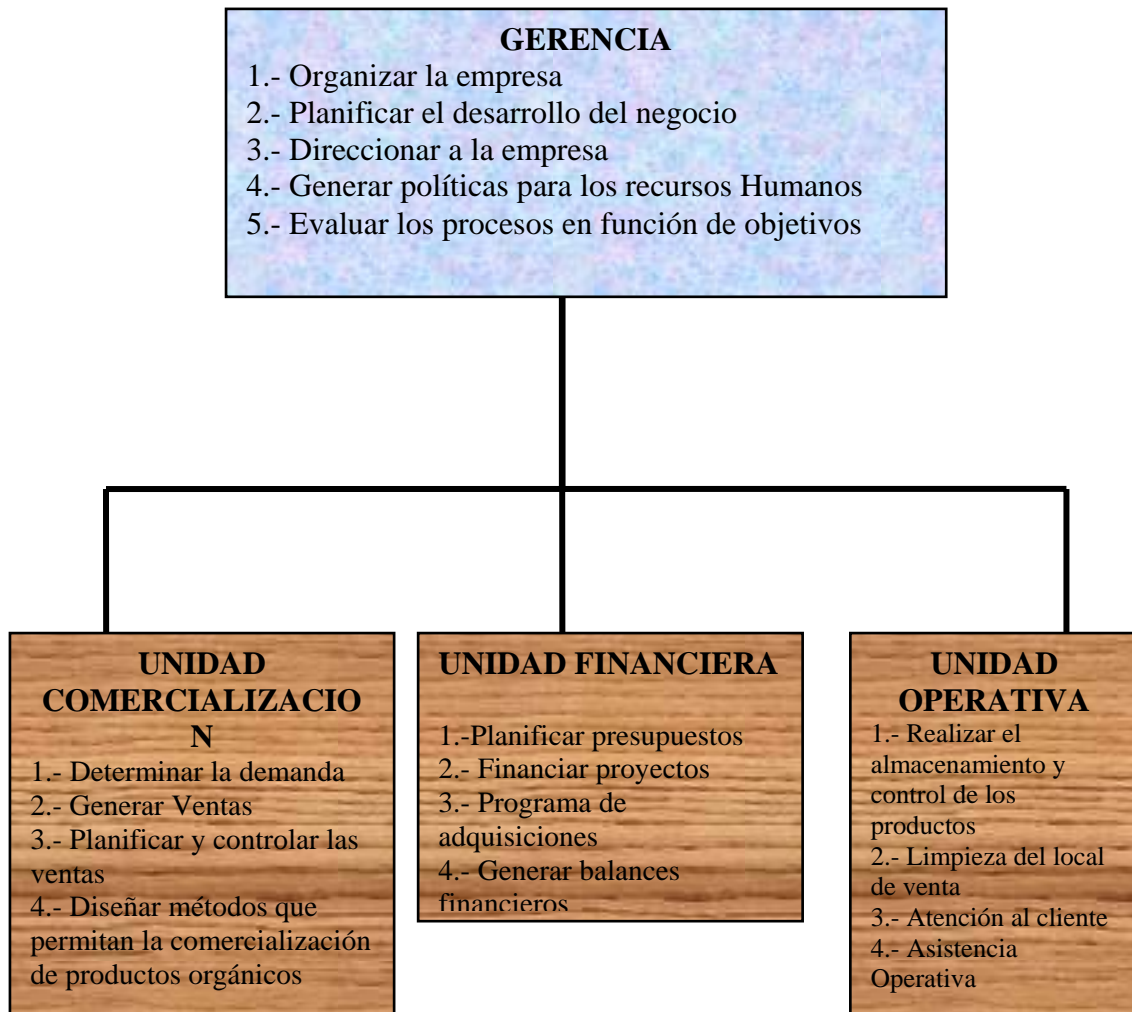 GERENCIA
1.- Organizar la empresa
2.- Planificar el desarrollo del negocio
3.- Direccionar a la empresa
4.- Generar políticas para los recursos Humanos
5.- Evaluar los procesos en función de objetivos
UNIDAD
COMERCIALIZACIO
N
1.- Determinar la demanda
2.- Generar Ventas
3.- Planificar y controlar las
ventas
4.- Diseñar métodos que
permitan la comercialización
de productos orgánicos
UNIDAD FINANCIERA
1.-Planificar presupuestos
2.- Financiar proyectos
3.- Programa de
adquisiciones
4.- Generar balances
financieros
UNIDAD
OPERATIVA
1.- Realizar el
almacenamiento y
control de los
productos
2.- Limpieza del local
de venta
3.- Atención al cliente
4.- Asistencia
Operativa